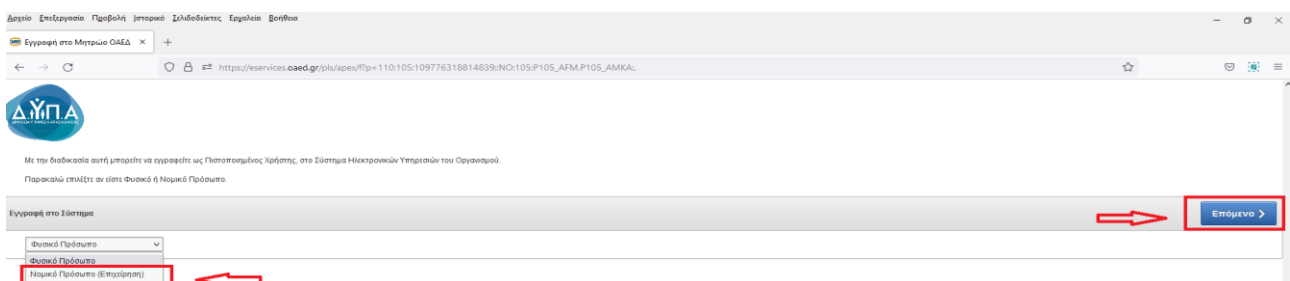 Αρχείο Επεξεργασία Προβολή Ιστορικό Σελιδοδείκτες Εργαλεία Βοήθεια
Εγγραφή στο Μητρώο ΟΑΕΔ
https://eservices.oaed.gr/pls/apex/f?p=110:105:109776318814839::NO:105:P105_AFM,P105_AMKA:,
Δ.ΥΠ.Α
Με την διαδικασία αυτή μπορείτε να εγγραφείτε ως Πιστοποιημένος Χρήστης, στο Σύστημα Ηλεκτρονικών Υπηρεσιών του Οργανισμού.
Παρακαλώ επιλέξτε αν είστε Φυσικό ή Νομικό Πρόσωπο.
Εγγραφή στο Σύστημα
Επόμενο
Φυσικό Πρόσωπο
Φυσικό Πρόσωπο
Νομικό Πρόσωπο (Επιχείρηση)